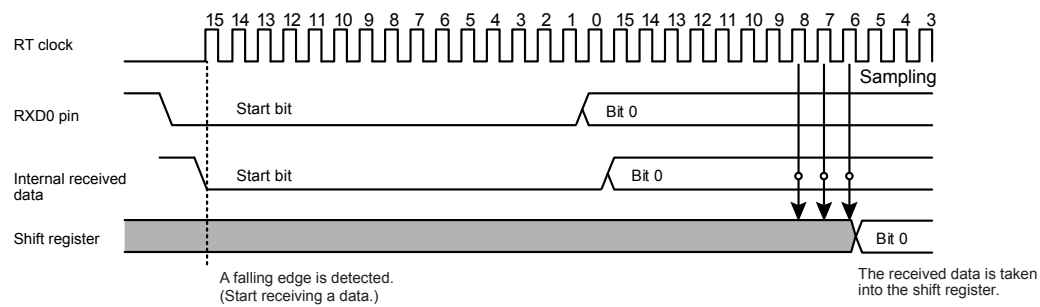 15 14 13 12 11 10 9 8 7 6 5 4 3 2 1 0 15 14 13 12 11 10 9 8 7 6 5 4 3
RT clock
Sampling
RXD0 pin
Start bit
Bit 0
Internal received
data
Start bit
Bit 0
Shift register
Bit 0
A falling edge is detected.
(Start receiving a data.)
The received data is taken
into the shift register.